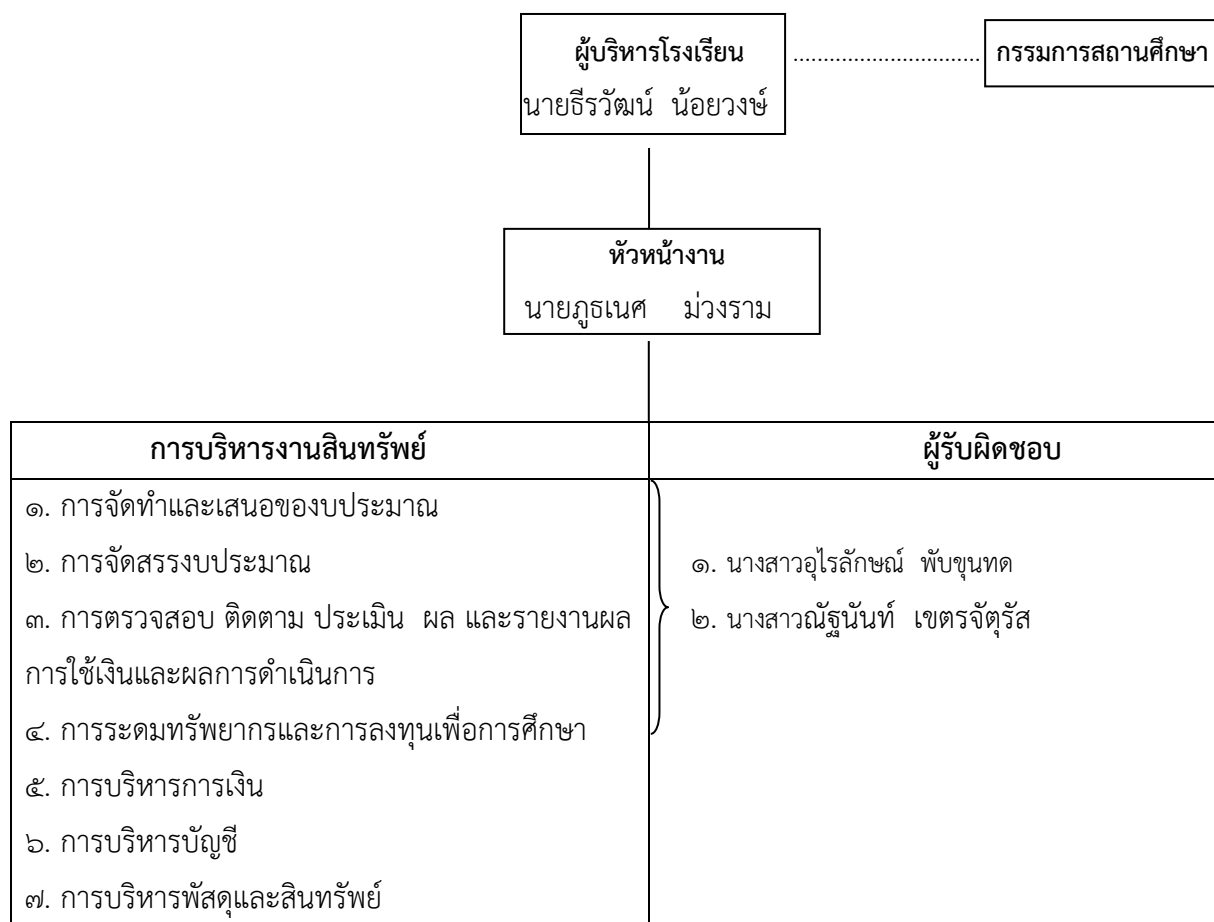 ผู้บริหารโรงเรียน
นายธีรวัฒน์ น้อยวงษ์
กรรมการสถานศึกษา
หัวหน้างาน
นายภูธเนศ ม่วงราม
การบริหารงานสินทรัพย์
ผู้รับผิดชอบ
๑. การจัดทำและเสนอของบประมาณ
๒. การจัดสรรงบประมาณ
๓. การตรวจสอบ ติดตาม ประเมิน ผล และรายงานผล
การใช้เงินและผลการดำเนินการ
๔. การระดมทรัพยากรและการลงทุนเพื่อการศึกษา
๕. การบริหารการเงิน
๖. การบริหารบัญชี
๗. การบริหารพัสดุและสินทรัพย์
๑. นางสาวอุไรลักษณ์ พับขุนทด
๒. นางสาวณัฐนันท์ เขตรจัตุรัส